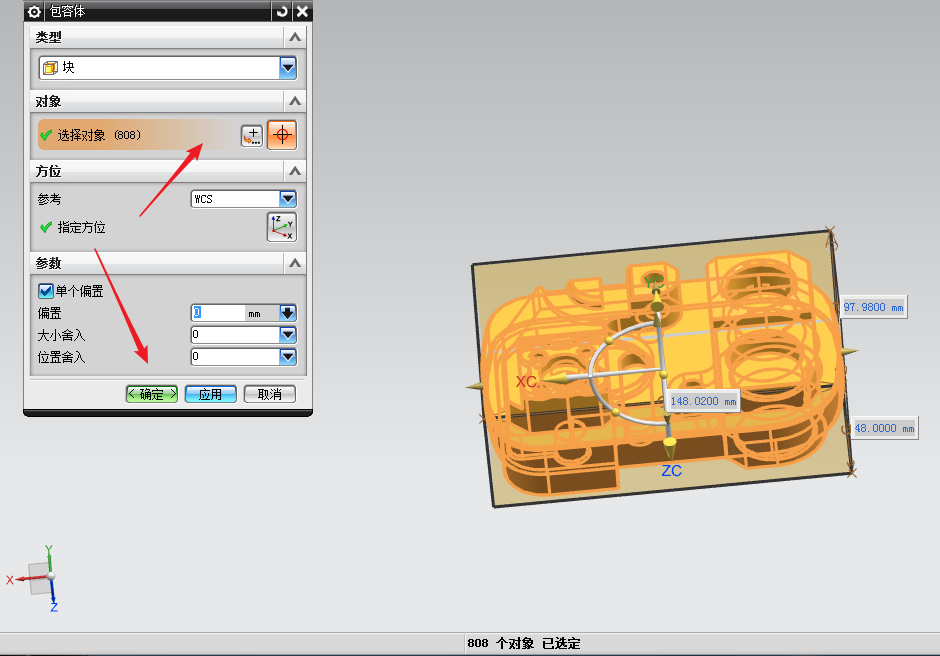 包容体
类型
块
对象
选择对象 (808)
方位
参考 WCS
指定方位
参数
单个偏置
偏置 0 mm
大小舍入 0
位置舍入 0
确定 应用 取消
97.9800 mm
YC
XC
148.0200 mm
48.0000 mm
ZC
Y
X
Z
808 个对象 已选定